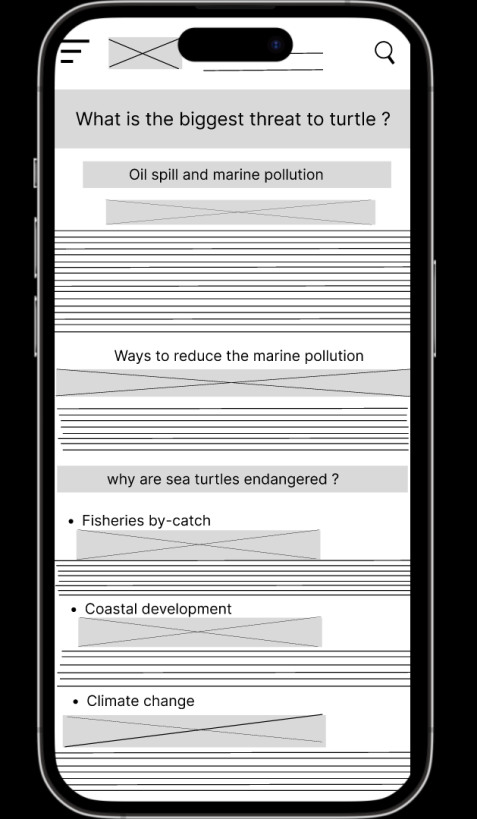 What is the biggest threat to turtle ?
Oil spill and marine pollution
Ways to reduce the marine pollution
why are sea turtles endangered ?
• Fisheries by-catch
• Coastal development
• Climate change